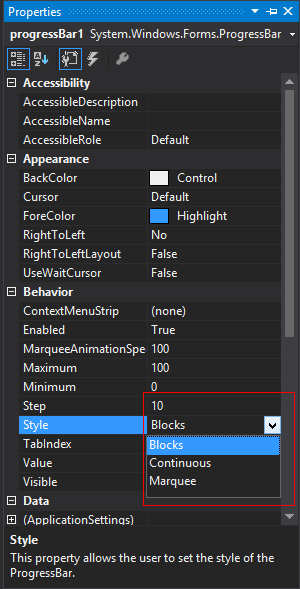 Properties
progressBar1 System.Windows.Forms.ProgressBar
Accessibility
AccessibleDescription
AccessibleName
AccessibleRole Default
Appearance
BackColor Control
Cursor Default
ForeColor Highlight
RightToLeft No
RightToLeftLayout False
UseWaitCursor False
Behavior
ContextMenuStrip (none)
Enabled True
MarqueeAnimationSpe 100
Maximum 100
Minimum 0
Step 10
Style Blocks
TabIndex Blocks
Value Continuous
Visible Marquee
Data
(ApplicationSettings)
Style
This property allows the user to set the style of the
ProgressBar.